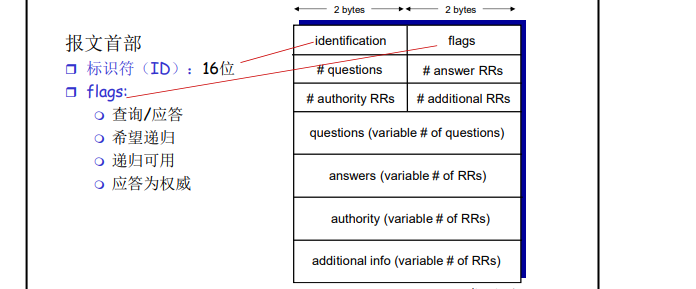 2 bytes 2 bytes
报文首部
标识符（ID）：16位
flags:
查询/应答
希望递归
递归可用
应答为权威
identification flags
# questions # answer RRs
# authority RRs # additional RRs
questions (variable # of questions)
answers (variable # of RRs)
authority (variable # of RRs)
additional info (variable # of RRs)